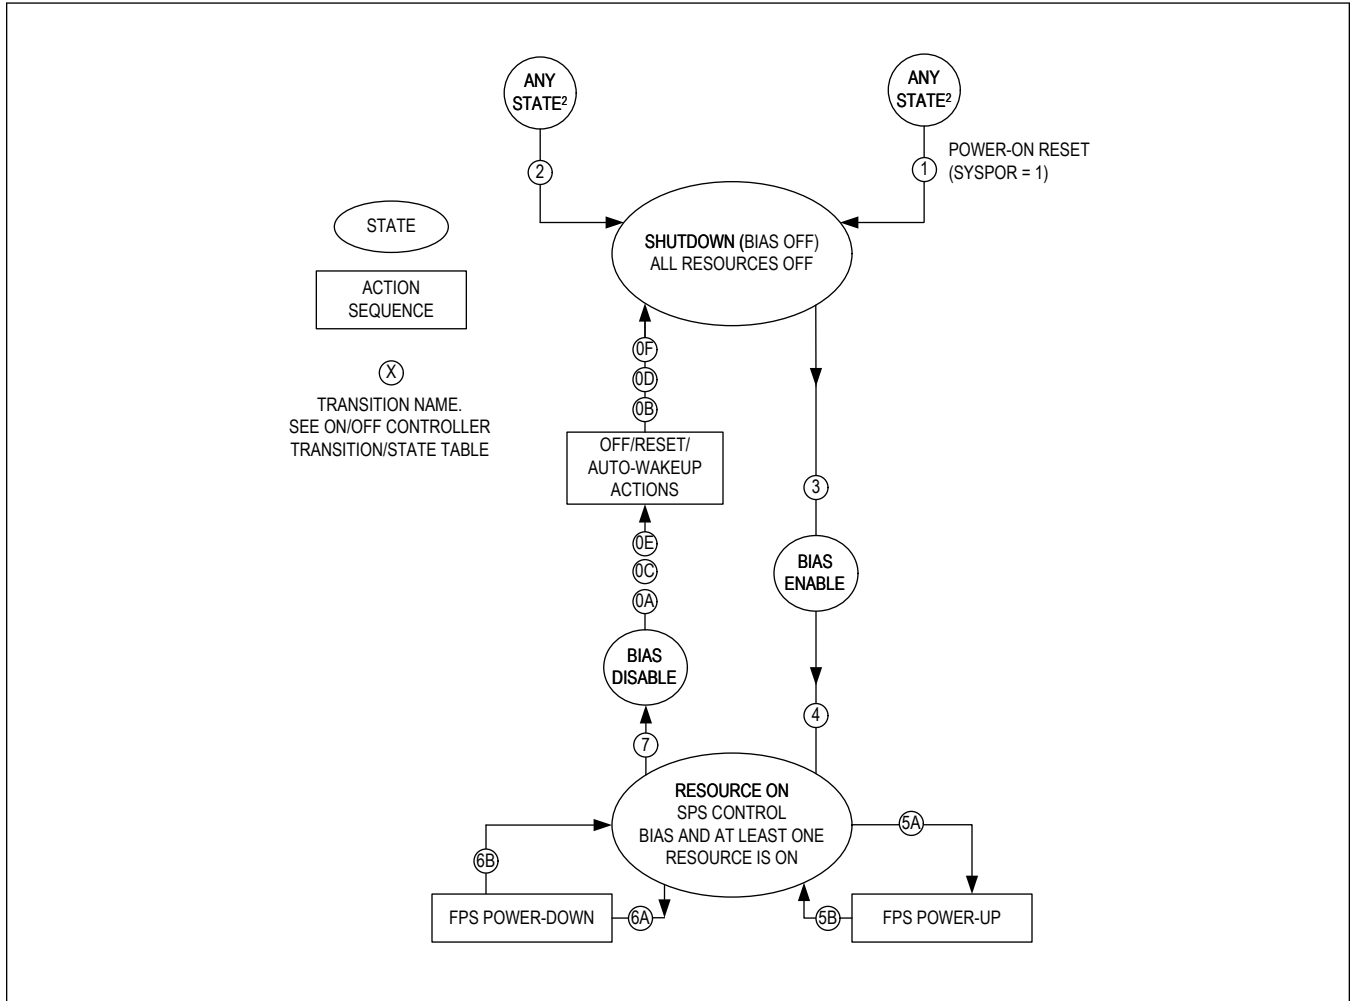 ANY
STATE²
ANY
STATE²
2
1
POWER-ON RESET
(SYSPOR = 1)
STATE
SHUTDOWN (BIAS OFF)
ALL RESOURCES OFF
ACTION
SEQUENCE
X
TRANSITION NAME.
SEE ON/OFF CONTROLLER
TRANSITION/STATE TABLE
0F
0D
0B
OFF/RESET/
AUTO-WAKEUP
ACTIONS
3
0E
0C
0A
BIAS
ENABLE
BIAS
DISABLE
4
7
RESOURCE ON
SPS CONTROL
BIAS AND AT LEAST ONE
RESOURCE IS ON
5A
6B
FPS POWER-DOWN
6A
5B
FPS POWER-UP